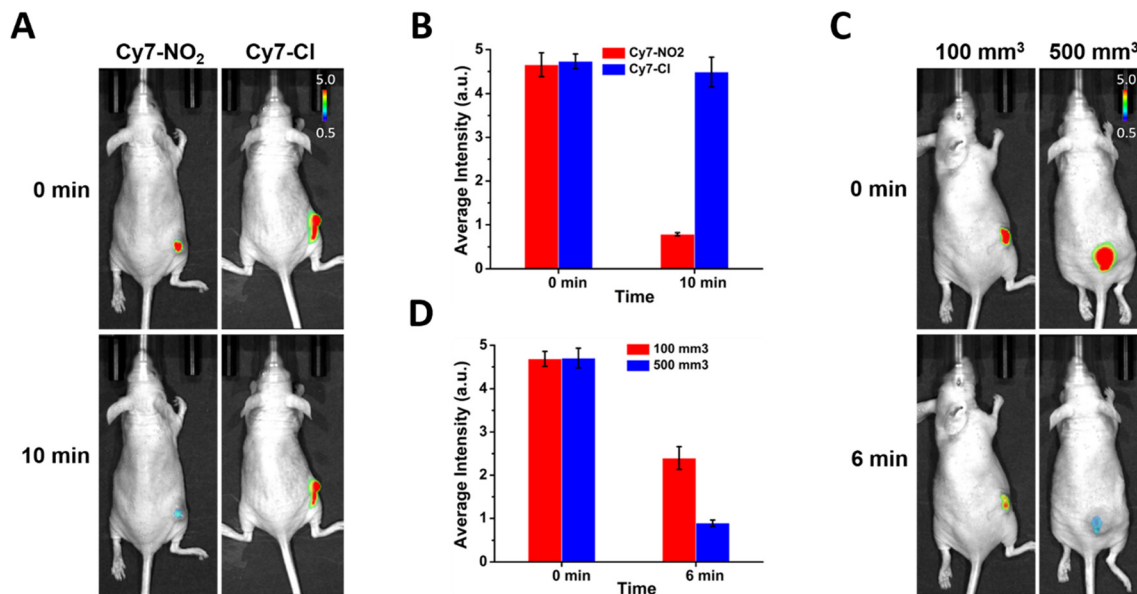 A
Cy7-NO₂
Cy7-Cl
5.0
0.5
0 min
10 min
B
5
4
3
2
1
0
Average Intensity (a.u.)
Cy7-NO2
Cy7-Cl
0 min
10 min
Time
D
5
4
3
2
1
0
Average Intensity (a.u.)
100 mm3
500 mm3
0 min
6 min
Time
C
100 mm³
500 mm³
5.0
0.5
0 min
6 min